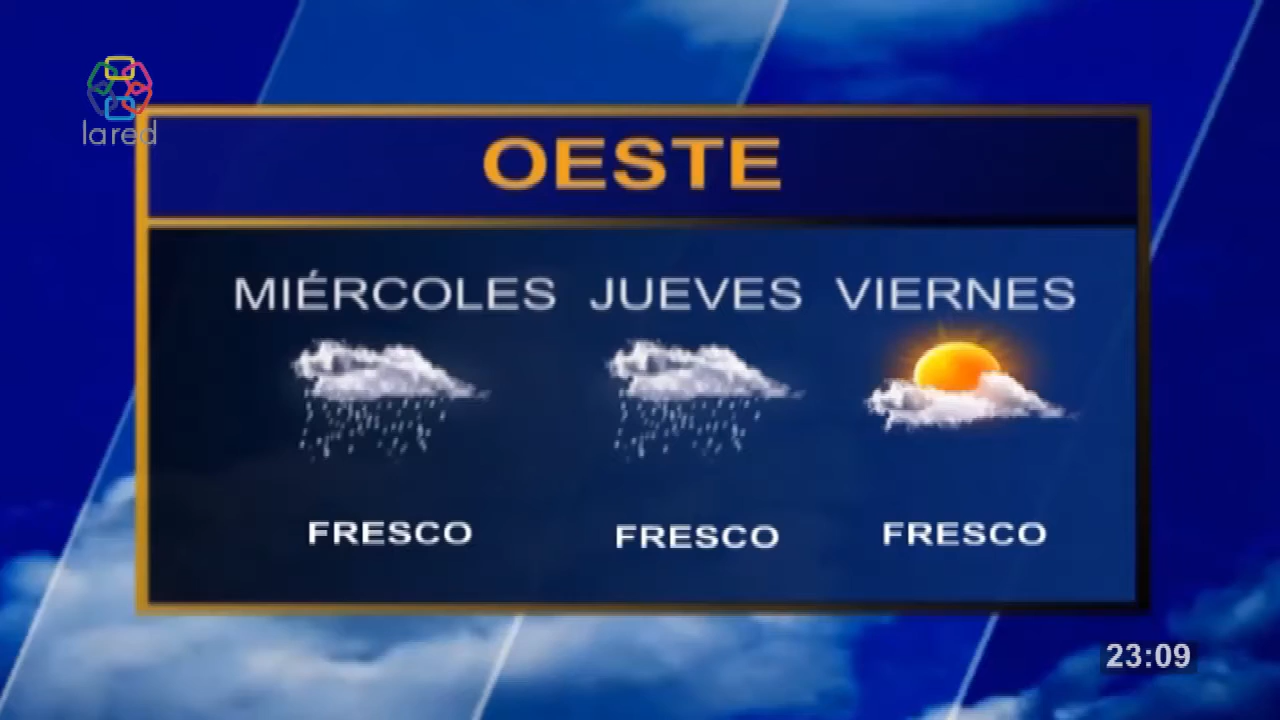 lared
OESTE
MIÉRCOLES JUEVES VIERNES
FRESCO FRESCO FRESCO
23:09